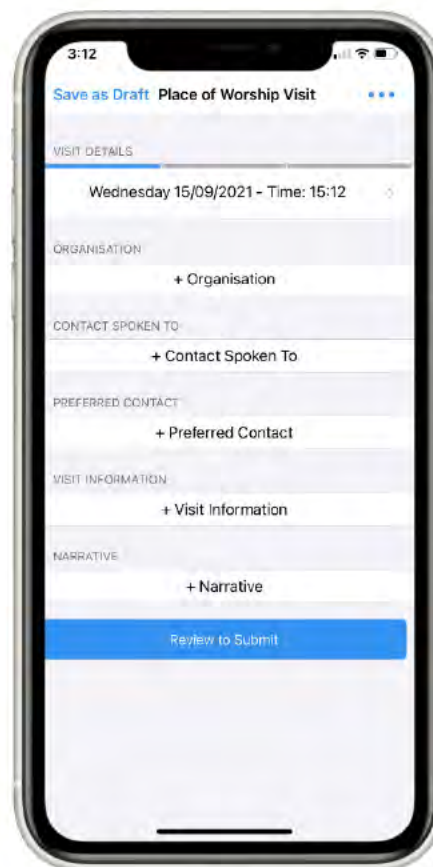 3:12
Save as Draft Place of Worship Visit
VISIT DETAILS
Wednesday 15/09/2021 - Time: 15:12
ORGANISATION
+ Organisation
CONTACT SPOKEN TO
+ Contact Spoken To
PREFERRED CONTACT
+ Preferred Contact
VISIT INFORMATION
+ Visit Information
NARRATIVE
+ Narrative
Review to Submit